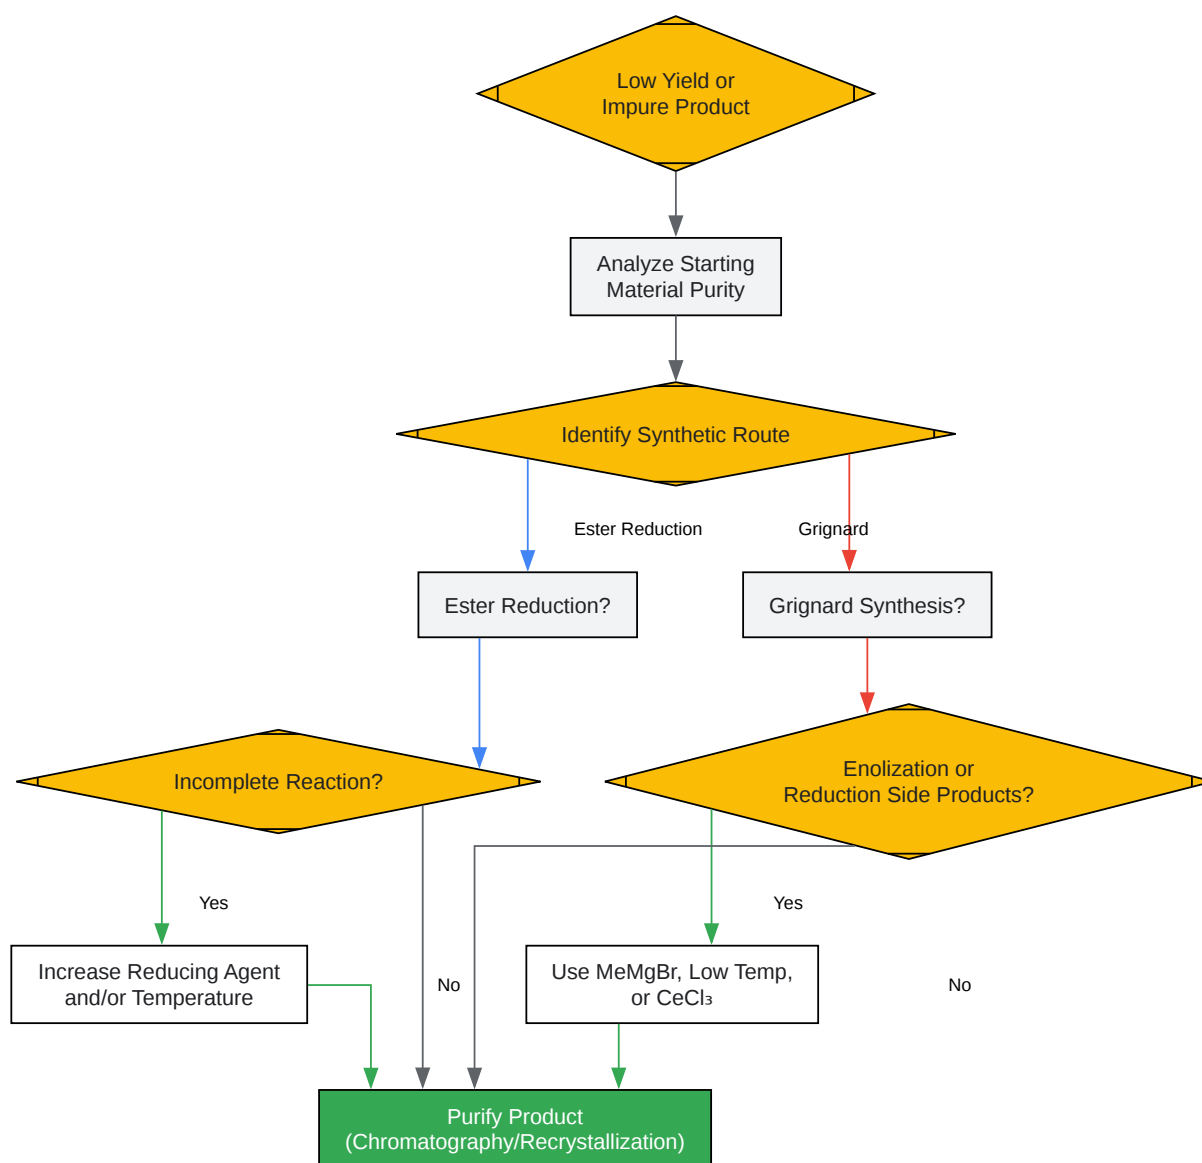 Low Yield or
Impure Product
Analyze Starting
Material Purity
Identify Synthetic Route
Ester Reduction
Grignard
Ester Reduction?
Grignard Synthesis?
Incomplete Reaction?
Enolization or
Reduction Side Products?
Yes
Yes
Increase Reducing Agent
and/or Temperature
No
Use MeMgBr, Low Temp,
or CeCl₃
No
Purify Product
(Chromatography/Recrystallization)